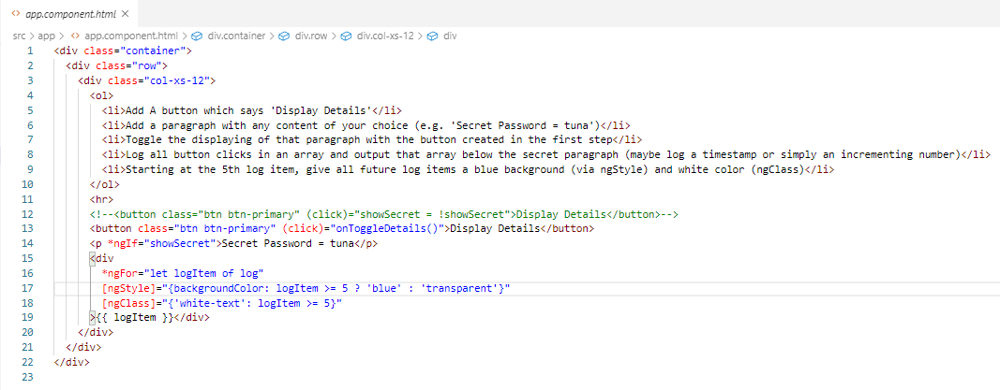 app.component.html
src > app > app.component.html > div.container > div.row > div.col-xs-12 > div
1 <div class="container">
2 <div class="row">
3 <div class="col-xs-12">
4 <ol>
5 <li>Add A button which says 'Display Details'</li>
6 <li>Add a paragraph with any content of your choice (e.g. 'Secret Password = tuna')</li>
7 <li>Toggle the displaying of that paragraph with the button created in the first step</li>
8 <li>Log all button clicks in an array and output that array below the secret paragraph (maybe log a timestamp or simply an incrementing number)</li>
9 <li>Starting at the 5th log item, give all future log items a blue background (via ngStyle) and white color (ngClass)</li>
10 </ol>
11 <hr>
12 <!--<button class="btn btn-primary" (click)="showSecret = !showSecret">Display Details</button>-->
13 <button class="btn btn-primary" (click)="onToggleDetails()">Display Details</button>
14 <p *ngIf="showSecret">Secret Password = tuna</p>
15 <div
16 *ngFor="let logItem of log"
17 [ngStyle]="{backgroundColor: logItem >= 5 ? 'blue' : 'transparent'}"
18 [ngClass]="{'white-text': logItem >= 5}"
19 >{{ logItem }}</div>
20 </div>
21 </div>
22 </div>
23